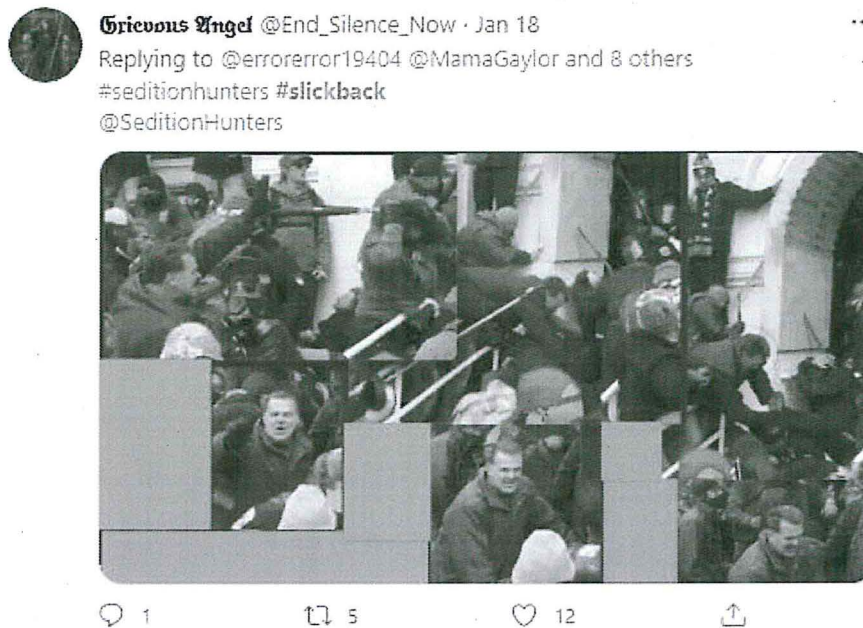 Grievous Angel @End_Silence_Now · Jan 18
Replying to @errorerror19404 @MamaGaylor and 8 others
#seditionhunters #slickback
@SeditionHunters
1 5 12